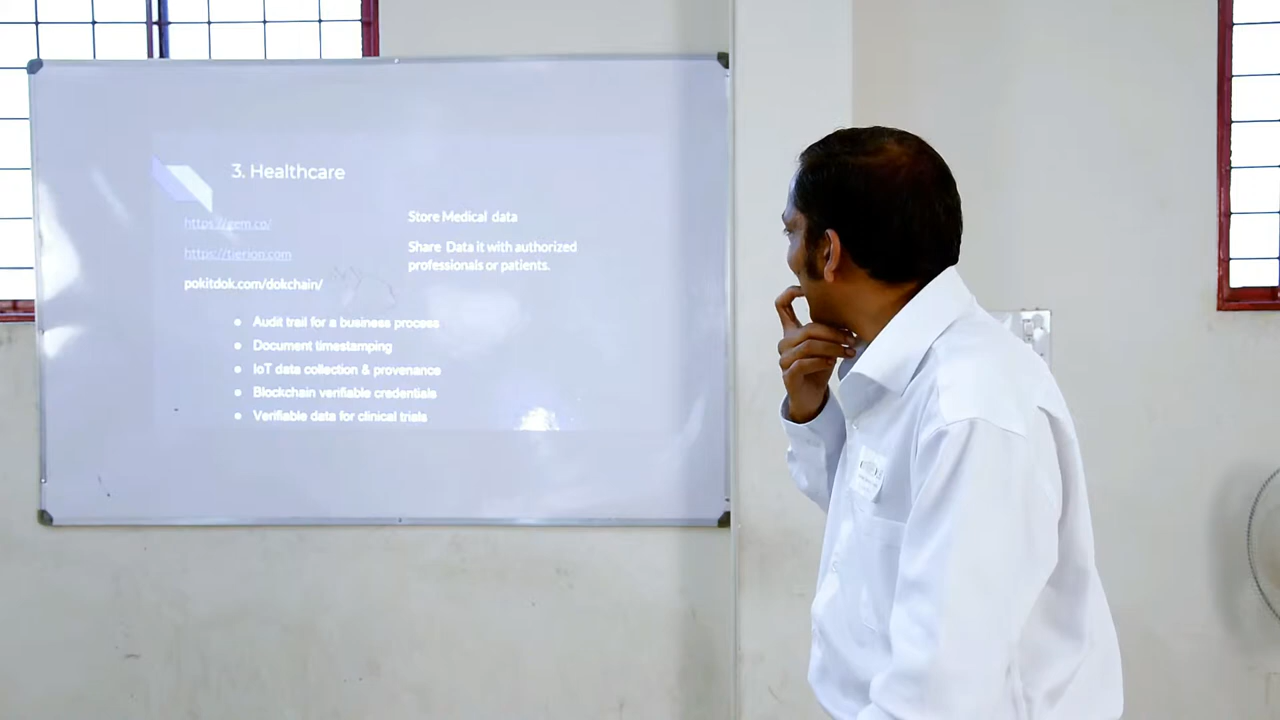 3. Healthcare
https://gem.co/
https://tierion.com
pokitdok.com/dokchain/
Store Medical data
Share Data it with authorized
professionals or patients.
Audit trail for a business process
Document timestamping
IoT data collection & provenance
Blockchain verifiable credentials
Verifiable data for clinical trials